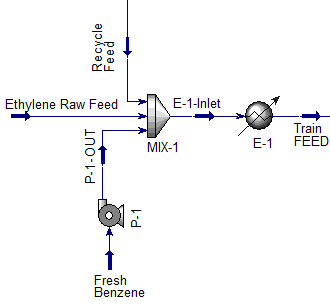 Recycle
Feed
Ethylene Raw Feed
E-1-Inlet
P-1-OUT
MIX-1
E-1
Train
FEED
P-1
Fresh
Benzene